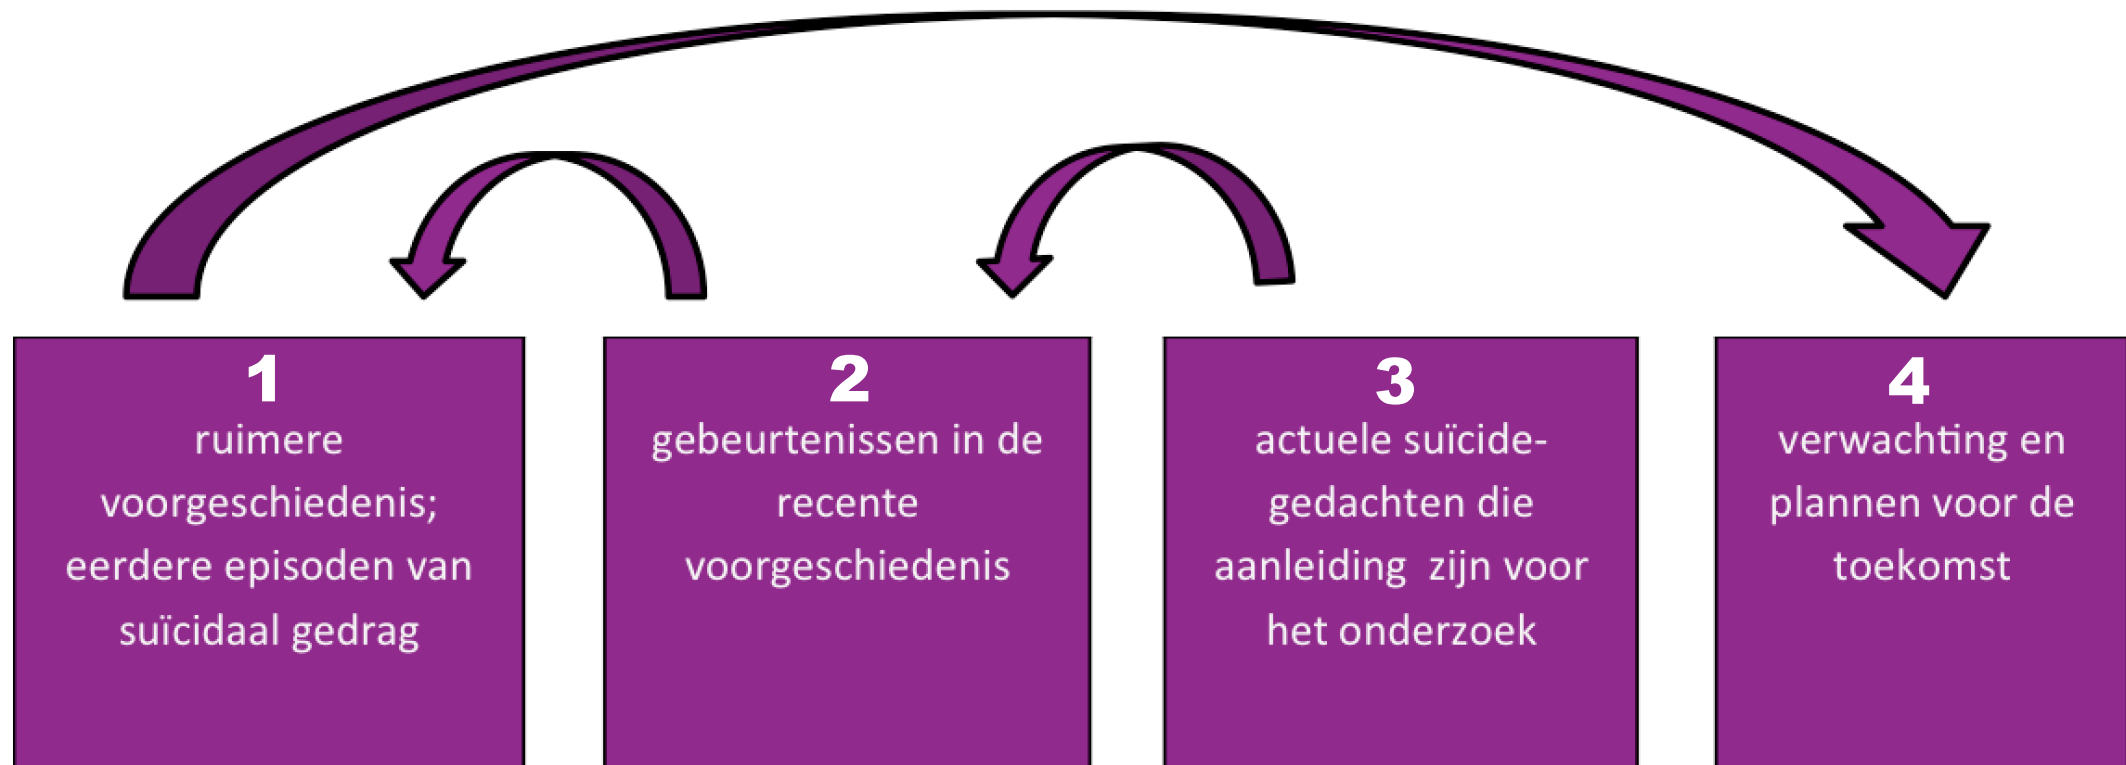 1
ruimere
voorgeschiedenis;
eerdere episoden van
suïcidaal gedrag
2
gebeurtenissen in de
recente
voorgeschiedenis
3
actuele suïcide-
gedachten die
aanleiding  zijn voor
het onderzoek
4
verwachting en
plannen voor de
toekomst